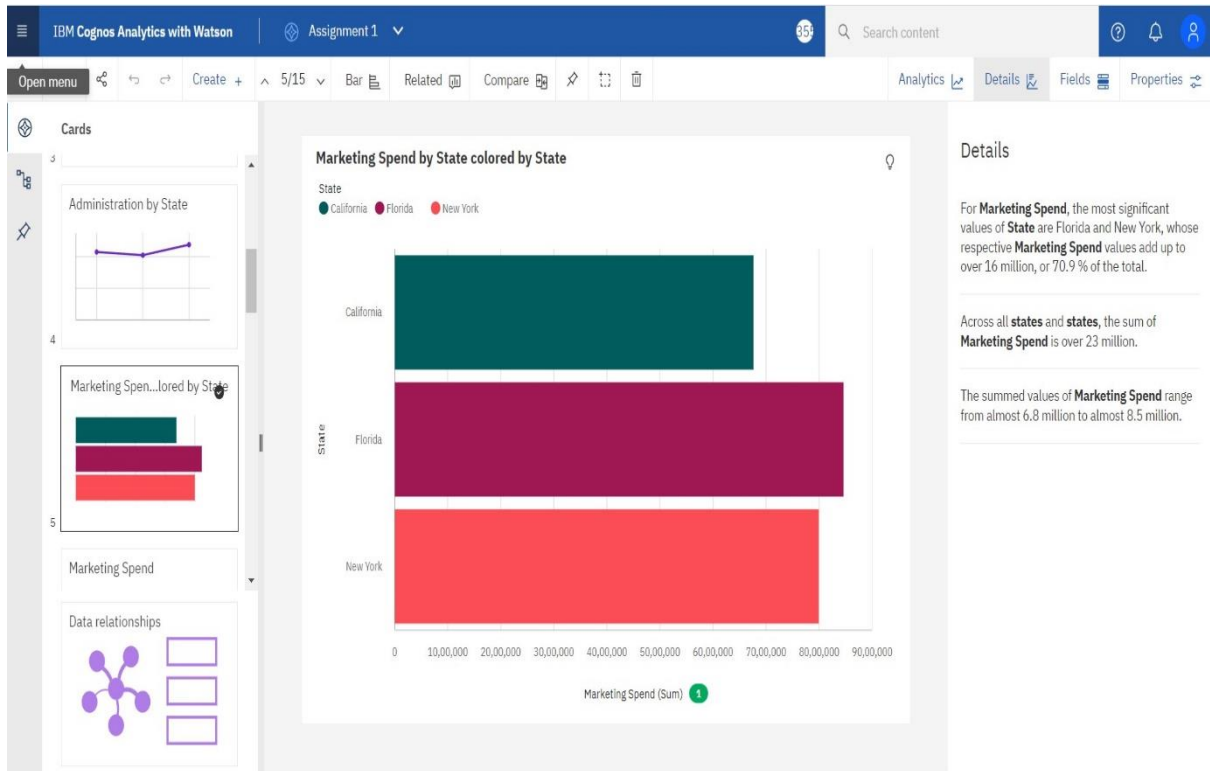 IBM Cognos Analytics with Watson
Assignment 1
Search content
Open menu
Create +
5/15
Bar
Related
Compare
Analytics
Details
Fields
Properties
Cards
3
Administration by State
4
Marketing Spen...lored by State
5
Marketing Spend
Data relationships
Marketing Spend by State colored by State
State
California
Florida
New York
State
California
Florida
New York
0
10,00,000
20,00,000
30,00,000
40,00,000
50,00,000
60,00,000
70,00,000
80,00,000
90,00,000
Marketing Spend (Sum) 1
Details
For Marketing Spend, the most significant
values of State are Florida and New York, whose
respective Marketing Spend values add up to
over 16 million, or 70.9 % of the total.
Across all states and states, the sum of
Marketing Spend is over 23 million.
The summed values of Marketing Spend range
from almost 6.8 million to almost 8.5 million.